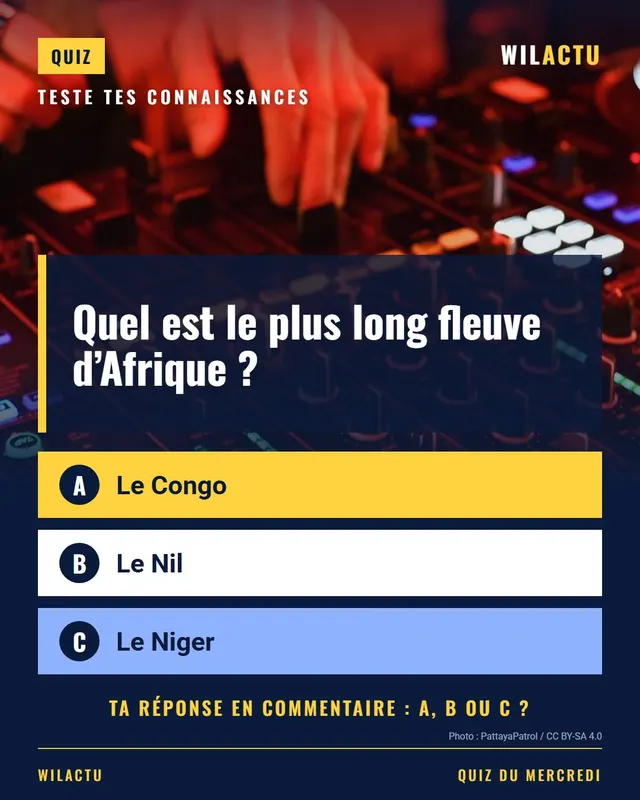 QUIZ
WILACTU
TESTE TES CONNAISSANCES
Quel est le plus long fleuve
d’Afrique ?
A Le Congo
B Le Nil
C Le Niger
TA RÉPONSE EN COMMENTAIRE : A, B OU C ?
Photo : PattayaPatrol / CC BY-SA 4.0
WILACTU
QUIZ DU MERCREDI